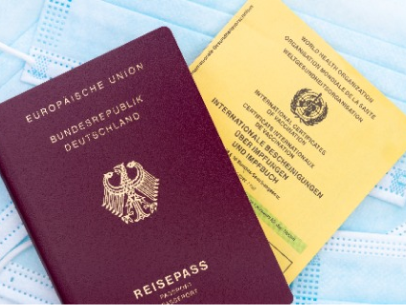 EUROPÄISCHE UNION
BUNDESREPUBLIK
DEUTSCHLAND
REISEPASS
PASSPORT
PASSEPORT
WORLD HEALTH ORGANIZATION
ORGANISATION MONDIALE DE LA SANTÉ
WELTGESUNDHEITSORGANISATION
INTERNATIONAL CERTIFICATES
OF VACCINATION
CERTIFICATS INTERNATIONAUX
DE VACCINATION
INTERNATIONALE BESCHEINIGUNGEN
ÜBER IMPFUNGEN
UND IMPFBUCH